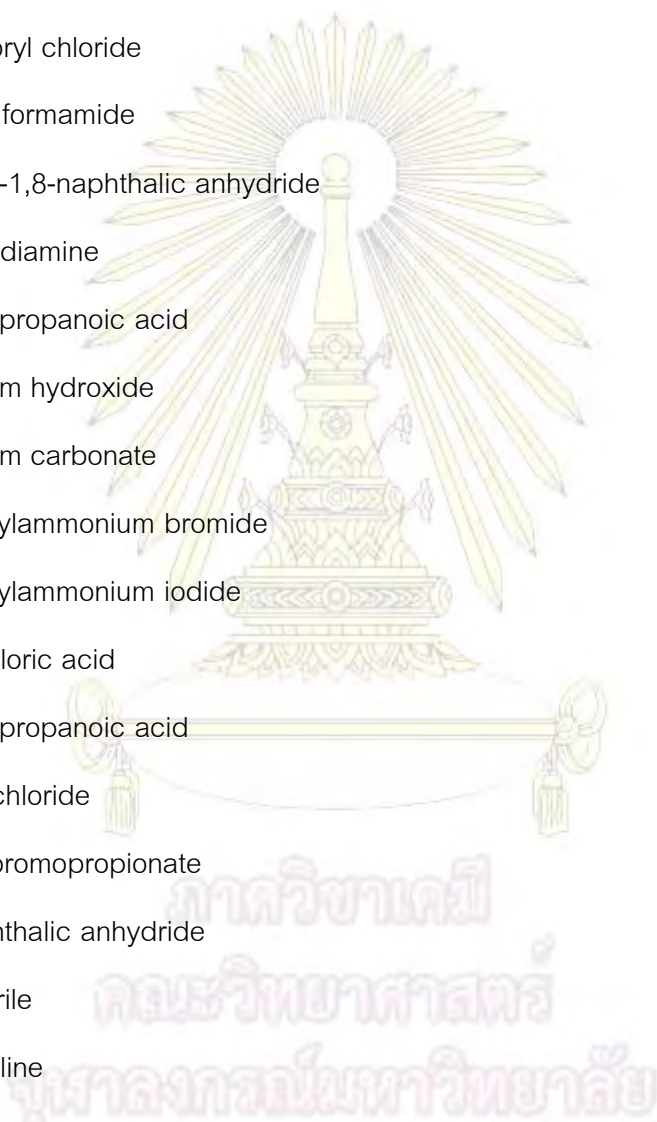 oryl chloride
formamide
-1,8-naphthalic anhydride
diamine
propanoic acid
m hydroxide
m carbonate
ylammonium bromide
ylammonium iodide
loric acid
propanoic acid
chloride
bromopropionate
hthalic anhydride
rile
line
ภาควิชาเคมี
คณะวิทยาศาสตร์
จุฬาลงกรณ์มหาวิทยาลัย